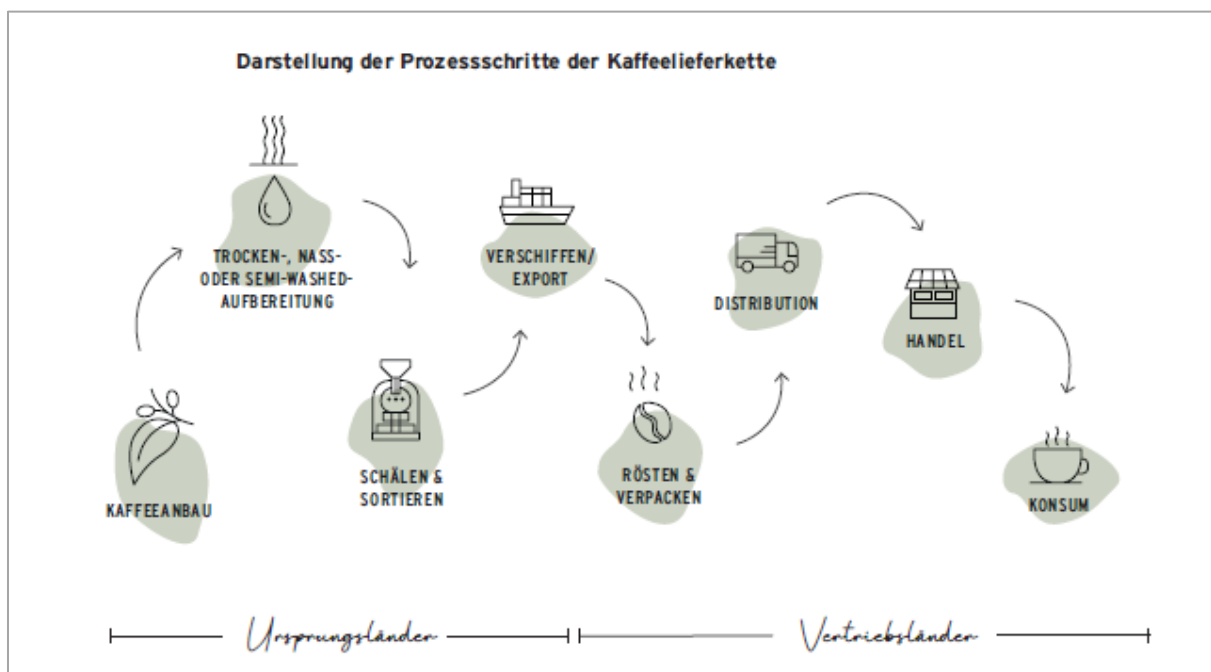 Darstellung der Prozessschritte der Kaffeelieferkette
KAFFEEANBAU
TROCKEN-, NASS-
ODER SEMI-WASHED-
AUFBEREITUNG
SCHÄLEN &
SORTIEREN
VERSCHIFFEN/
EXPORT
RÖSTEN &
VERPACKEN
DISTRIBUTION
HANDEL
KONSUM
Ursprungsländer
Vertriebsländer